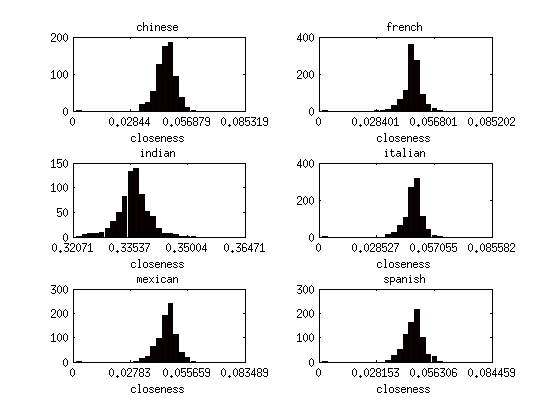 chinese
200
100
0
0 0.02844 0.056879 0.085319
closeness
french
400
200
0
0 0.028401 0.056801 0.085202
closeness
indian
150
100
50
0
0.32071 0.33537 0.35004 0.36471
closeness
italian
400
200
0
0 0.028527 0.057055 0.085582
closeness
mexican
300
200
100
0
0 0.02783 0.055659 0.083489
closeness
spanish
300
200
100
0
0 0.028153 0.056306 0.084459
closeness